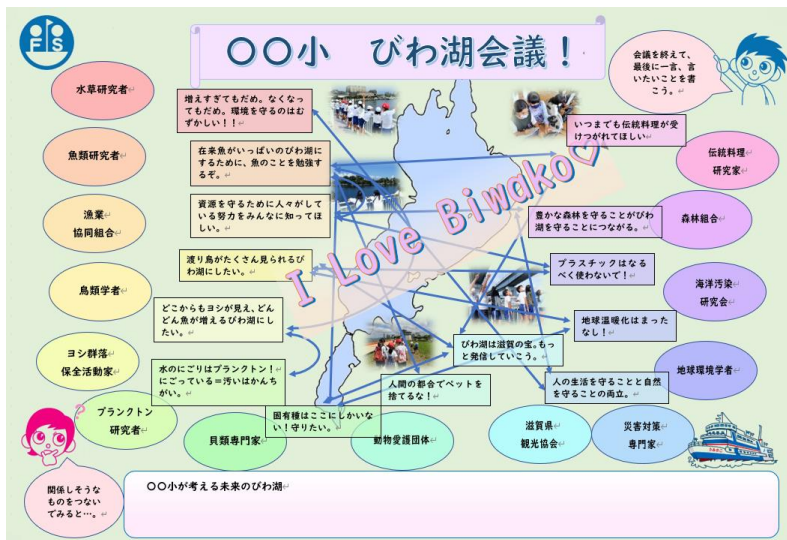 FS
〇〇小 びわ湖会議！
会議を終えて、
最後に一言、言
いたいことを書
こう。
水草研究者
増えすぎてもだめ。なくなっ
てもだめ。環境を守るのはむ
ずかしい！！
いつまでも伝統料理が受
けつがれてほしい
魚類研究者
在来魚がいっぱいのびわ湖に
するために、魚のことを勉強す
るぞ。
伝統料理
研究家
漁業
協同組合
資源を守るために人々がして
いる努力をみんなに知ってほ
しい。
豊かな森林を守ることがびわ
湖を守ることにつながる。
森林組合
I Love Biwako♡
鳥類学者
渡り鳥がたくさん見られるび
わ湖にしたい。
プラスチックはなる
べく使わないで！
海洋汚染
研究会
どこからもヨシが見え、どん
どん魚が増えるびわ湖にし
たい。
地球温暖化はまった
なし！
ヨシ群落
保全活動家
水のにごりはプランクトン！
にごっている＝汚いはかんち
がい。
びわ湖は滋賀の宝。もっ
と発信していこう。
地球環境学者
人間の都合でペットを
捨てるな！
人の生活を守ることと自然
を守ることの両立。
プランクトン
研究者
固有種はここにしかいな
い！守りたい。
貝類専門家
動物愛護団体
滋賀県
観光協会
災害対策
専門家
関係しそうな
ものをつない
でみると…。
〇〇小が考える未来のびわ湖